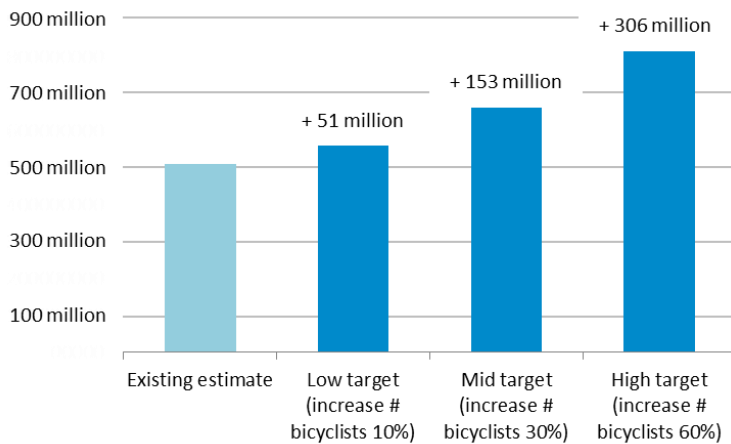 900 million
700 million
500 million
300 million
100 million
+ 51 million
+ 153 million
+ 306 million
Existing estimate
Low target
(increase #
bicyclists 10%)
Mid target
(increase #
bicyclists 30%)
High target
(increase #
bicyclists 60%)